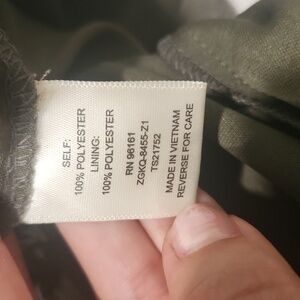 SELF:
100% POLYESTER
LINING:
100% POLYESTER
RN 96161
ZGKQ-8455-Z1
TS21752
MADE IN VIETNAM
REVERSE FOR CARE